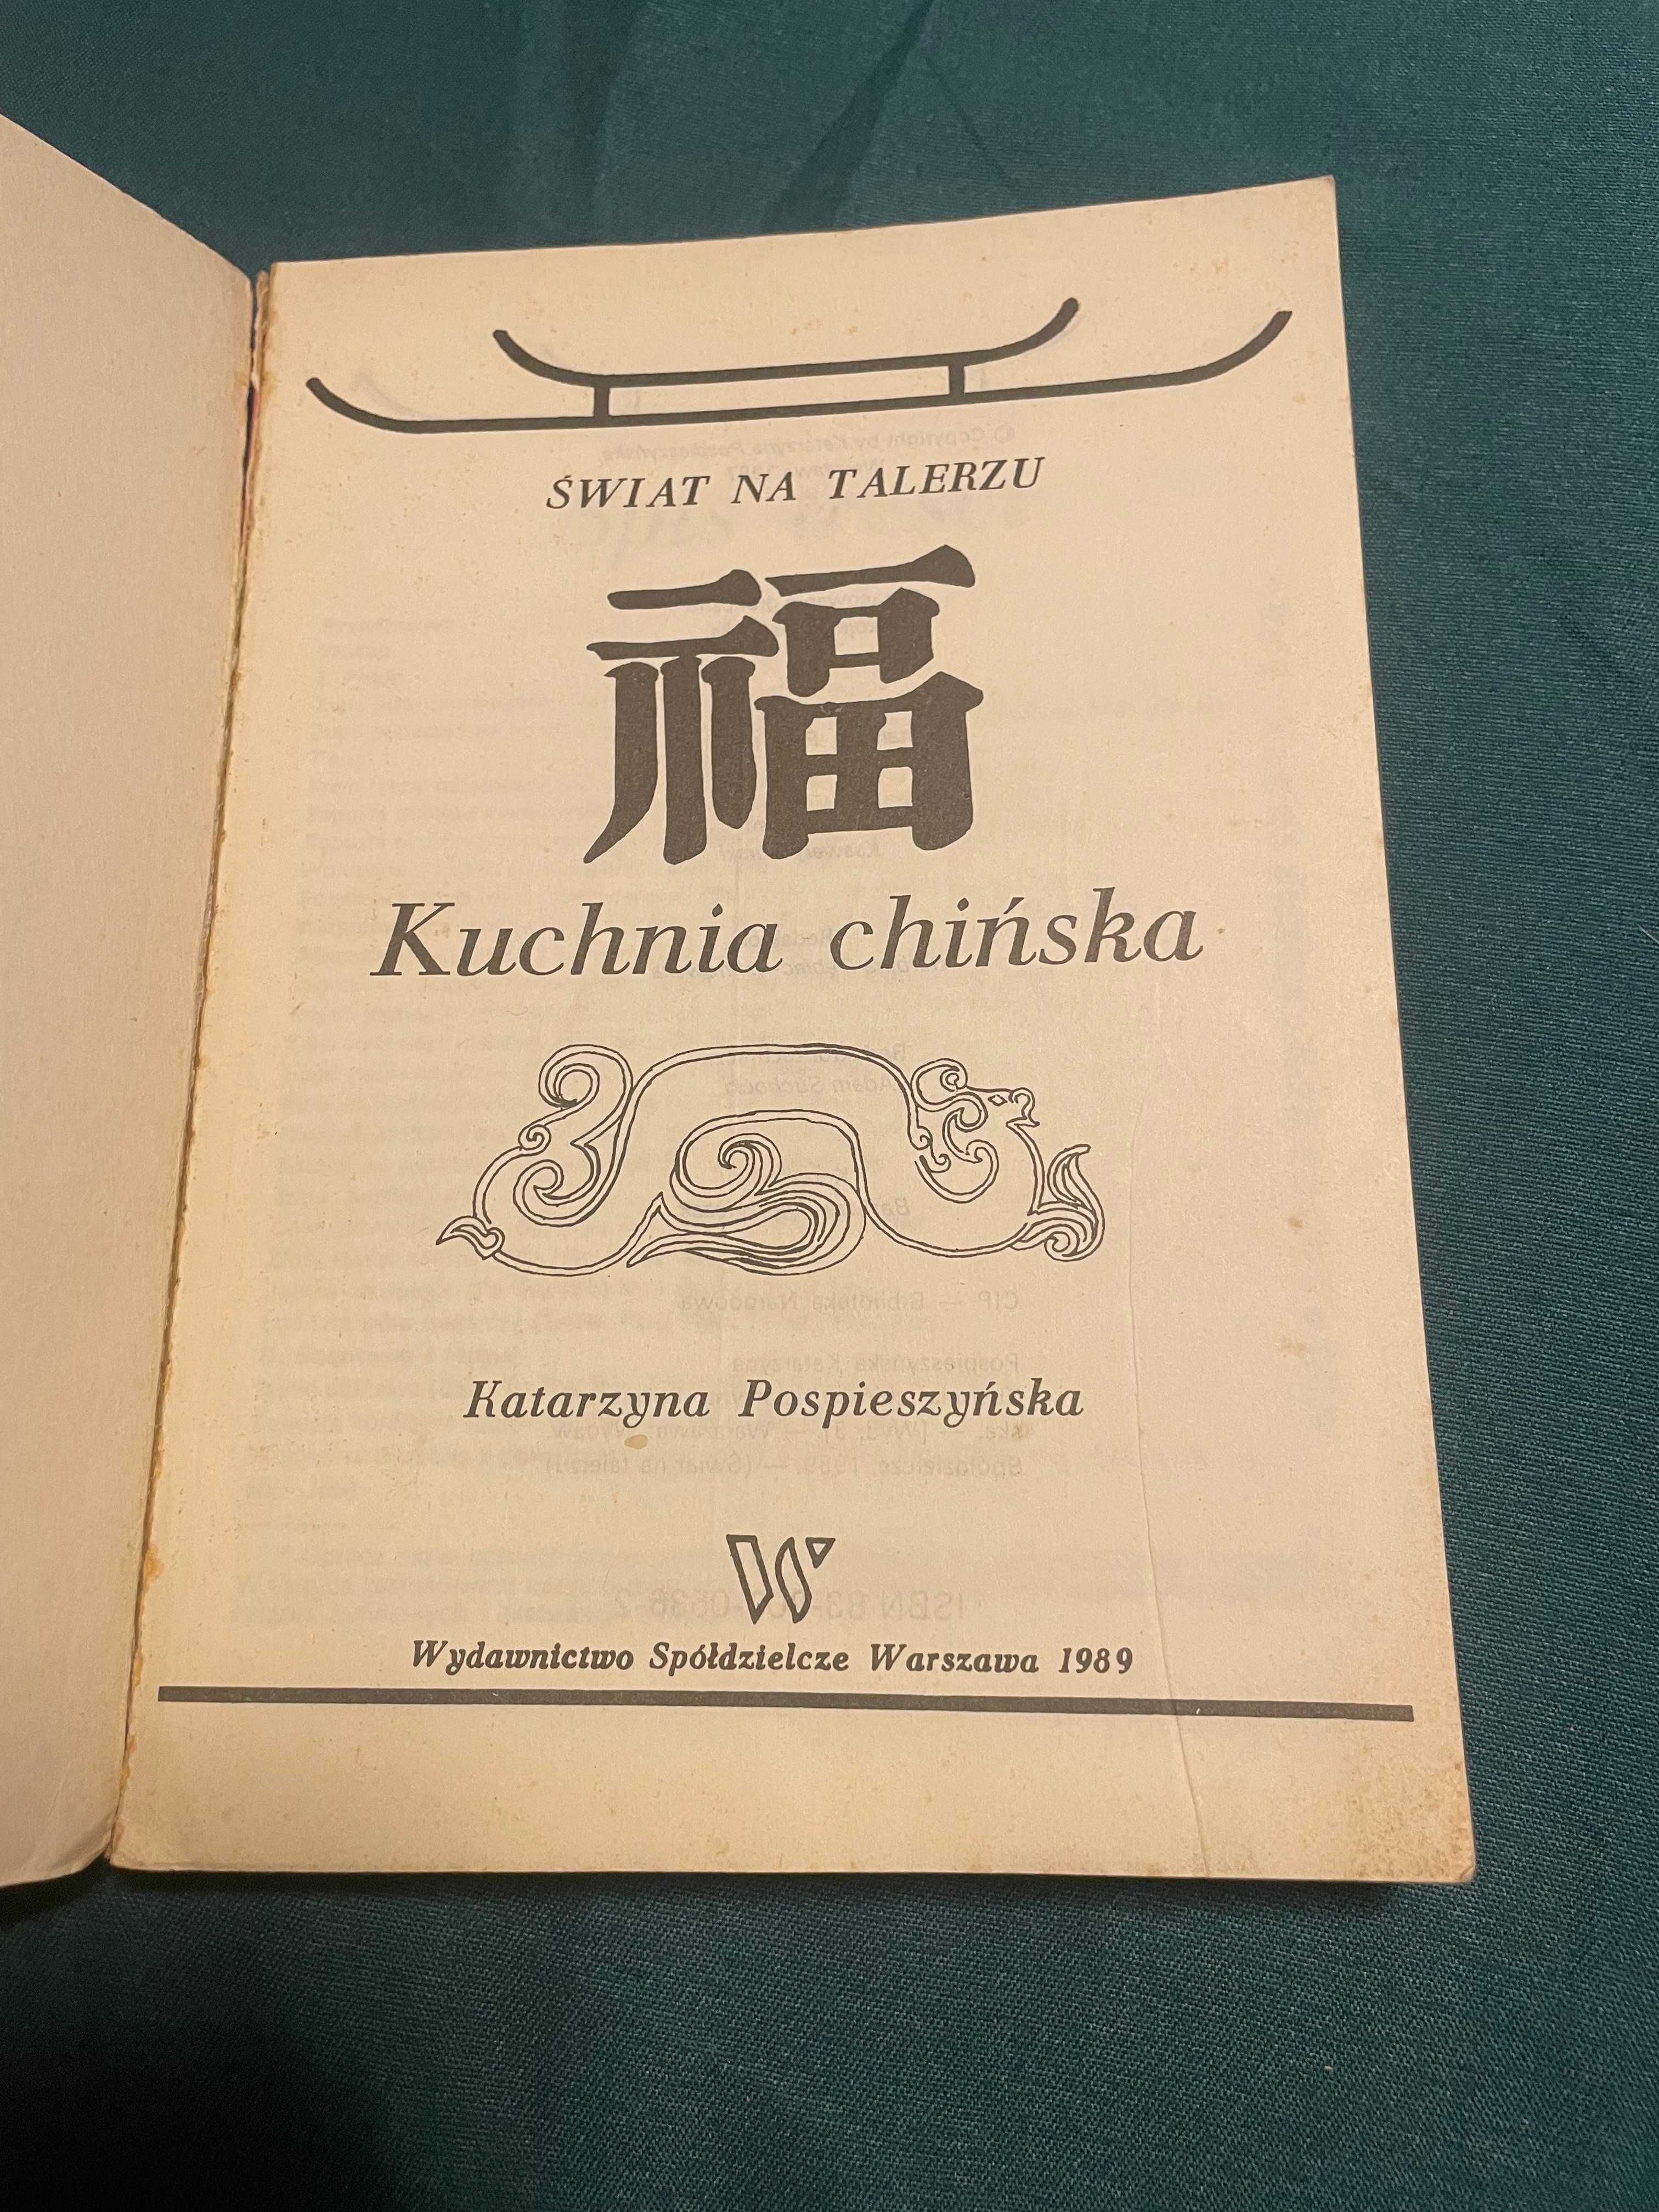 ŚWIAT NA TALERZU
福
Kuchnia chińska
Katarzyna Pospieszyńska
W
Wydawnictwo Spółdzielcze Warszawa 1989